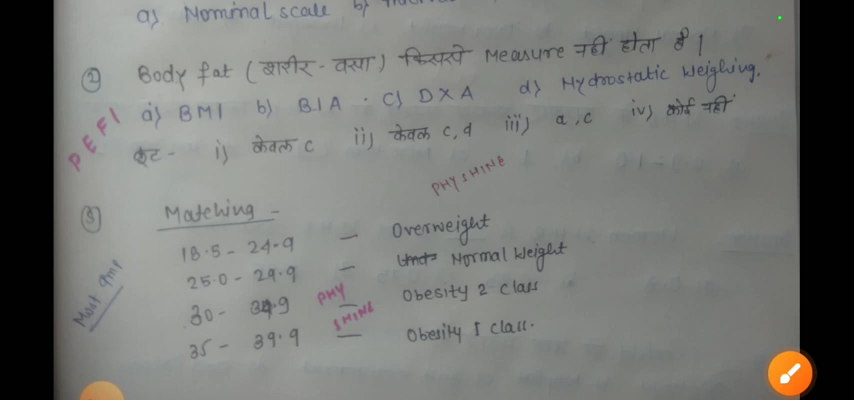 a) Nominal scale b)
② Body fat (शरीर - वसा) किससे Measure नहीं होता है।
a) BMI b) BIA. c) DXA d) Hydrostatic Weighing.
कूट - i) केवल c ii) केवल c, d iii) a, c iv) कोई नहीं
PEFI
PHYSHINE
③ Matching -
18.5 - 24.9 — Overweight
25.0 - 29.9 — Normal Weight
30 - 34.9 — Obesity 2 Class
35 - 39.9 — Obesity 1 Class.
PHY
SHINE
Most Imp